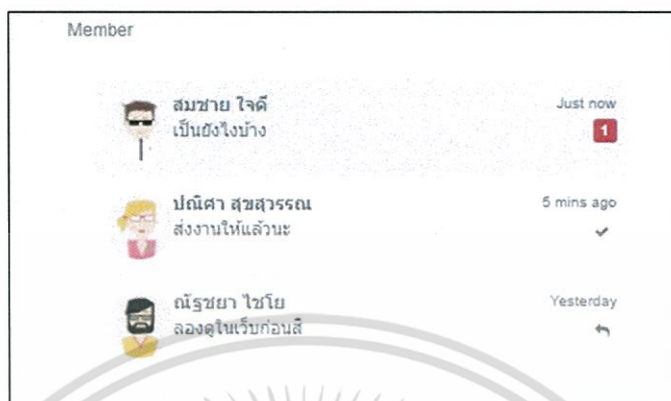 Member
สมชาย ใจดี
Just now
เป็นยังไงบ้าง
1
ปณิศา สุขสุวรรณ
5 mins ago
ส่งงานให้แล้วนะ
ณัฐชยา ไชโย
Yesterday
ลองดูในเว็บก่อนสิ